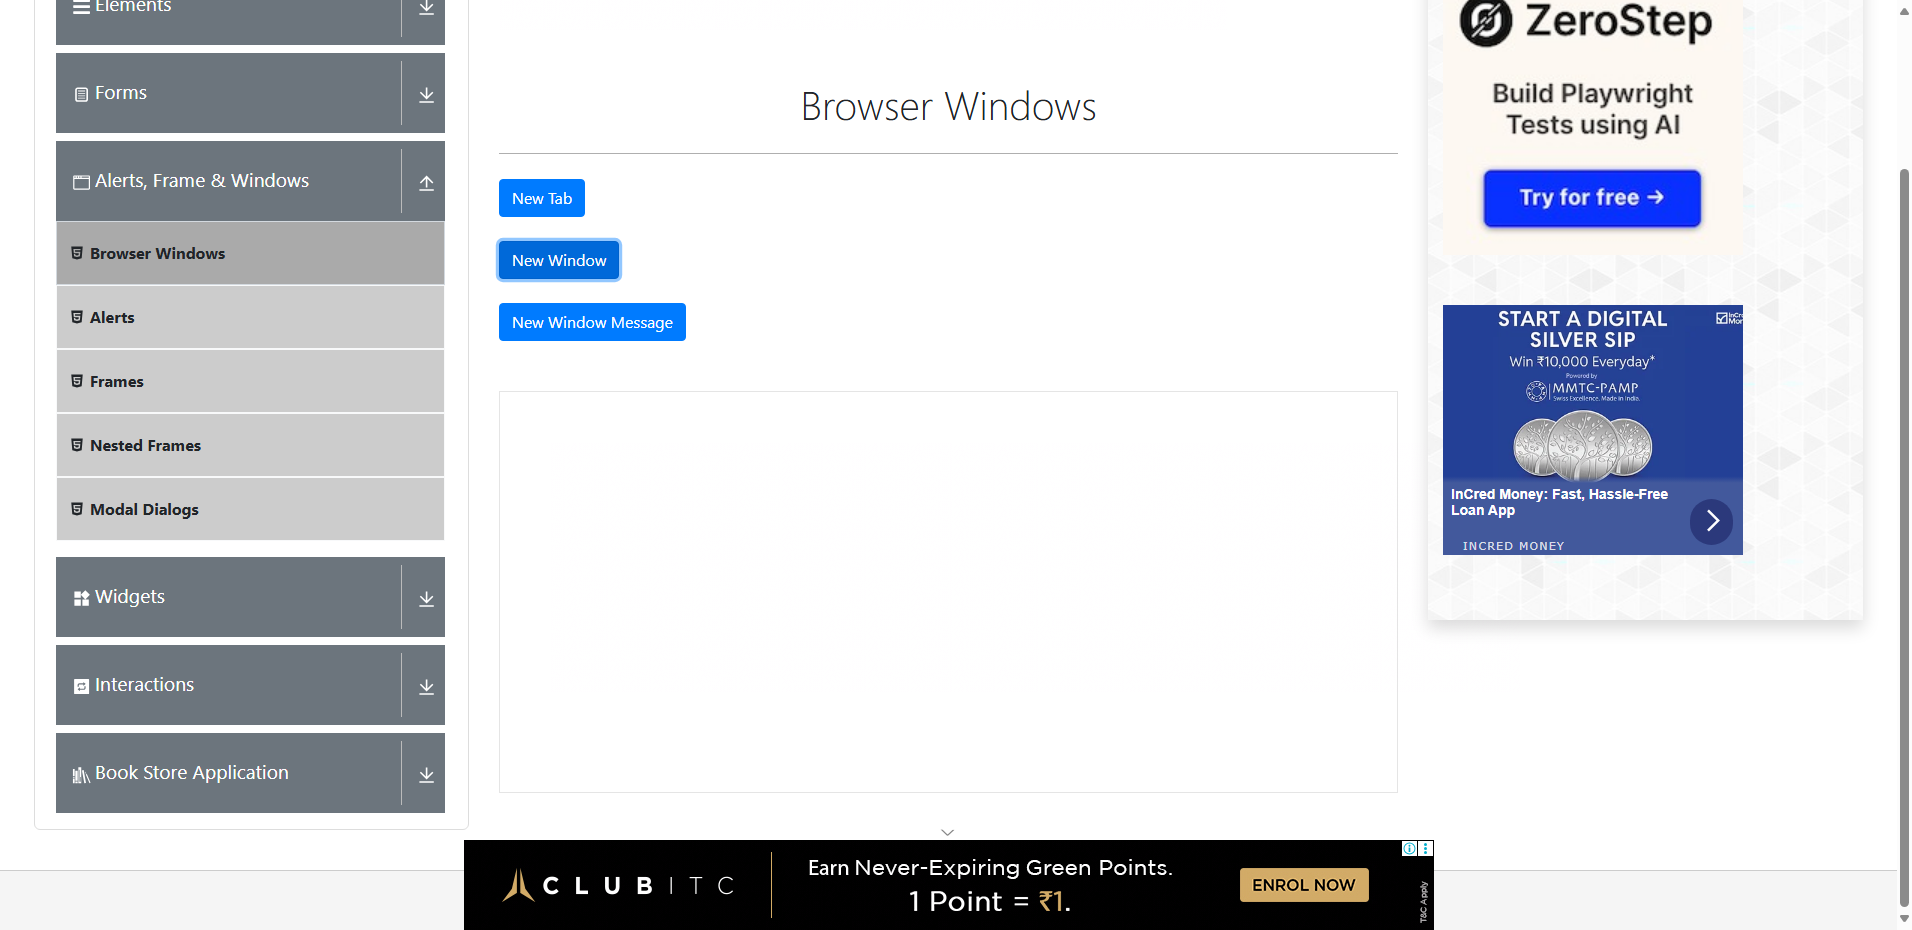 Elements
Forms
Alerts, Frame & Windows
Browser Windows
Alerts
Frames
Nested Frames
Modal Dialogs
Widgets
Interactions
Book Store Application
Browser Windows
New Tab
New Window
New Window Message
ZeroStep
Build Playwright
Tests using AI
Try for free →
START A DIGITAL
SILVER SIP
Win ₹10,000 Everyday*
Powered by
MMTC-PAMP
Swiss Excellence. Made in India.
InCred Money: Fast, Hassle-Free
Loan App
INCRED MONEY
CLUB ITC
Earn Never-Expiring Green Points.
1 Point = ₹1.
ENROL NOW
T&C Apply